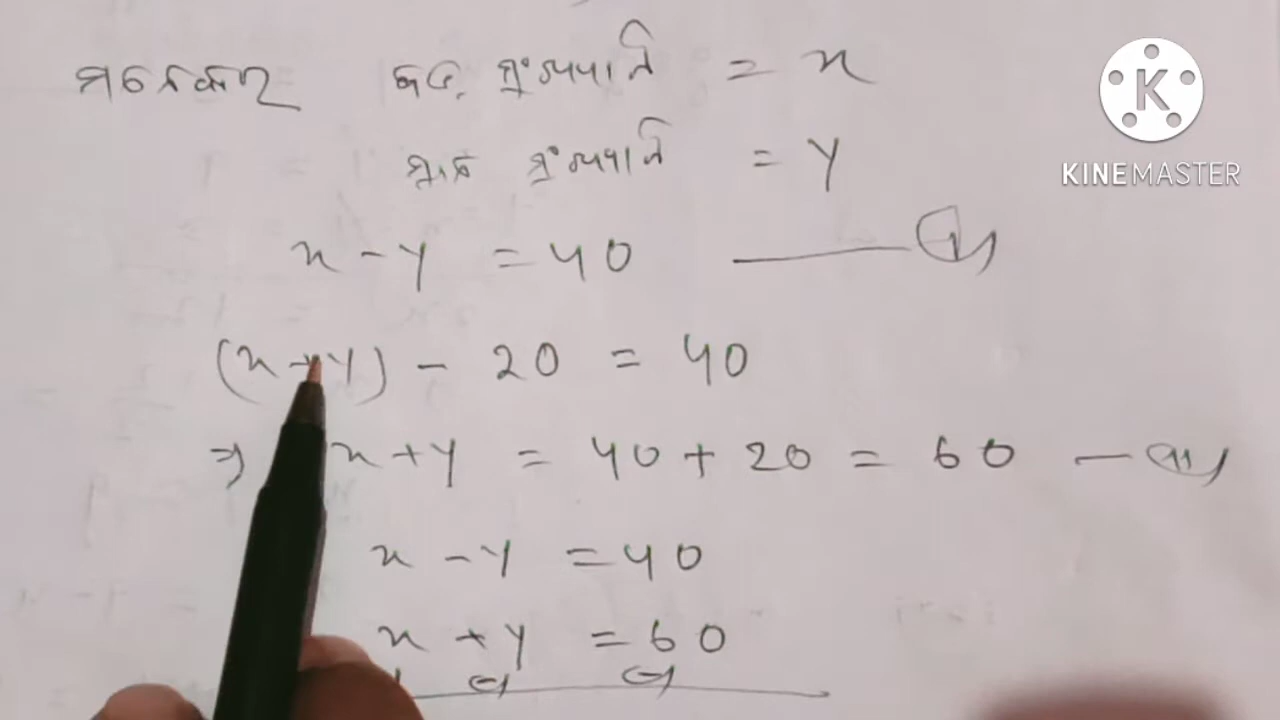 ମନେକର ବଡ଼ ସଂଖ୍ୟାଟି = x
ସାନ ସଂଖ୍ୟାଟି = y
K
KINEMASTER
x - y = 40 — (i)
(x + y) - 20 = 40
⇒ x + y = 40 + 20 = 60 — (ii)
x - y = 40
x + y = 60
(-) (-)